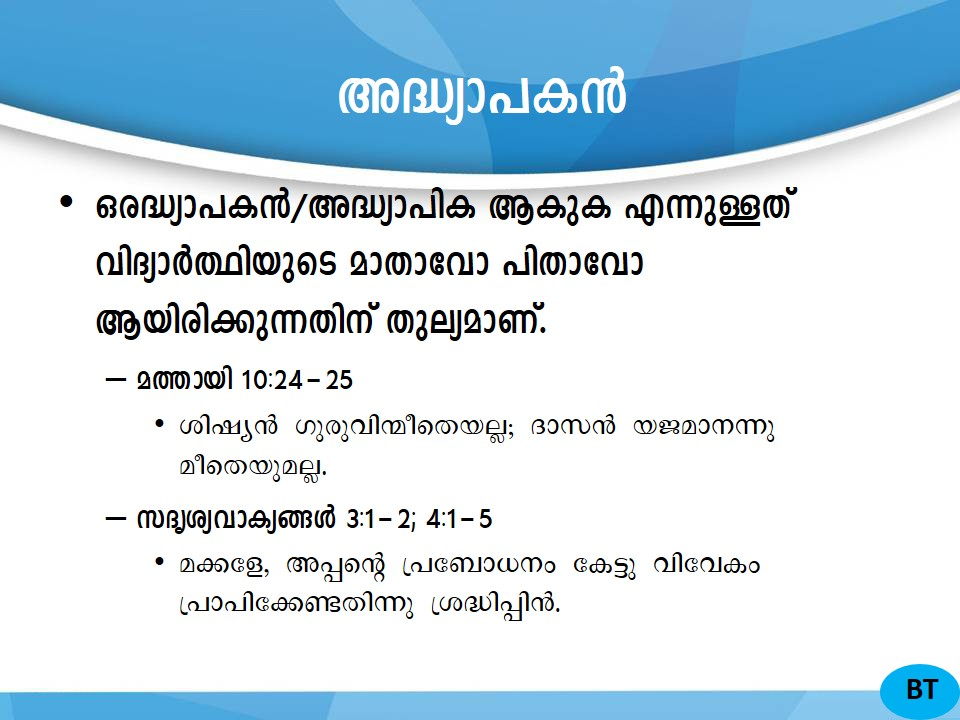 അദ്ധ്യാപകൻ
• ഒരദ്ധ്യാപകൻ/അദ്ധ്യാപിക ആകുക എന്നുള്ളത്
വിദ്യാർത്ഥിയുടെ മാതാവോ പിതാവോ
ആയിരിക്കുന്നതിന് തുല്യമാണ്.
– മത്തായി 10:24– 25
• ശിഷ്യൻ ഗുരുവിന്മീതെയല്ല; ദാസൻ യജമാനന്നു
മീതെയുമല്ല.
– സദൃശ്യവാക്യങ്ങൾ 3:1– 2; 4:1– 5
• മക്കളേ, അപ്പന്റെ പ്രബോധനം കേട്ടു വിവേകം
പ്രാപിക്കേണ്ടതിന്നു ശ്രദ്ധിപ്പിൻ.
BT